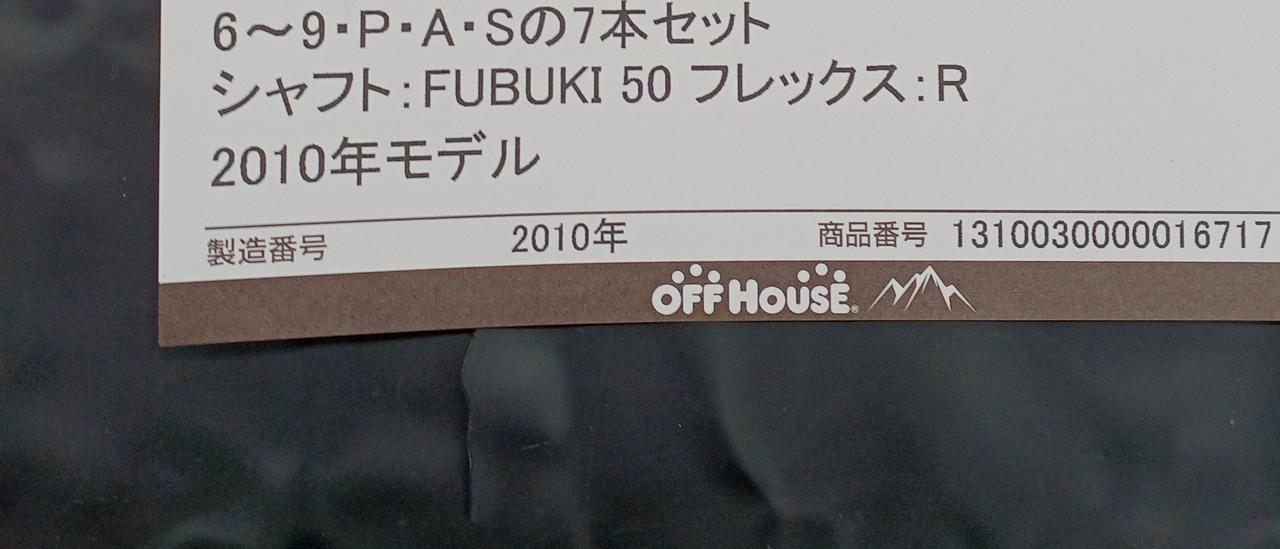 6～9・P・A・Sの7本セット
シャフト：FUBUKI 50 フレックス：R
2010年モデル
製造番号 2010年 商品番号 1310030000016717
OFF HOUSE®